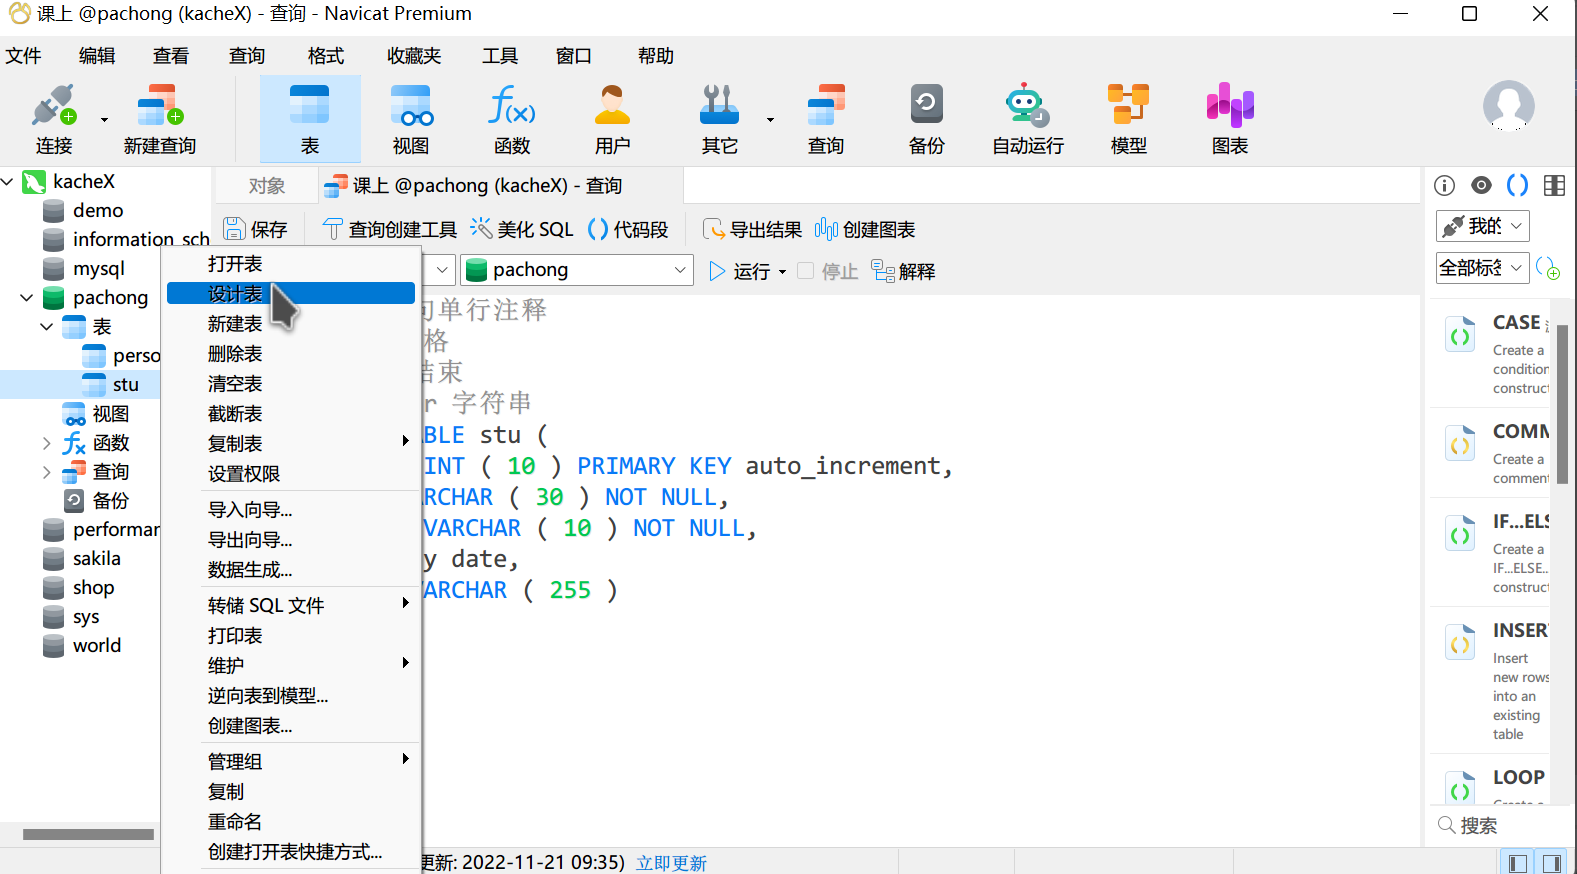 课上 @pachong (kacheX) - 查询 - Navicat Premium
文件 编辑 查看 查询 格式 收藏夹 工具 窗口 帮助
连接 新建查询 表 视图 函数 用户 其它 查询 备份 自动运行 模型 图表
kacheX
demo
information_sch
mysql
pachong
表
perso
stu
视图
函数
查询
备份
performar
sakila
shop
sys
world
对象 课上 @pachong (kacheX) - 查询
保存 查询创建工具 美化 SQL 代码段 导出结果 创建图表
pachong 运行 停止 解释
打开表
设计表
新建表
删除表
清空表
截断表
复制表
设置权限
导入向导...
导出向导...
数据生成...
转储 SQL 文件
打印表
维护
逆向表到模型...
创建图表...
管理组
复制
重命名
创建打开表快捷方式...
单行注释
格
结束
r 字符串
BLE stu (
INT ( 10 ) PRIMARY KEY auto_increment,
RCHAR ( 30 ) NOT NULL,
VARCHAR ( 10 ) NOT NULL,
y date,
ARCHAR ( 255 )
更新: 2022-11-21 09:35) 立即更新
我的
全部标签
CASE
Create a
condition
construct
COMM
Create a
comment
IF...ELS
Create a
IF...ELSE...
construct
INSER
Insert
new rows
into an
existing
table
LOOP
搜索